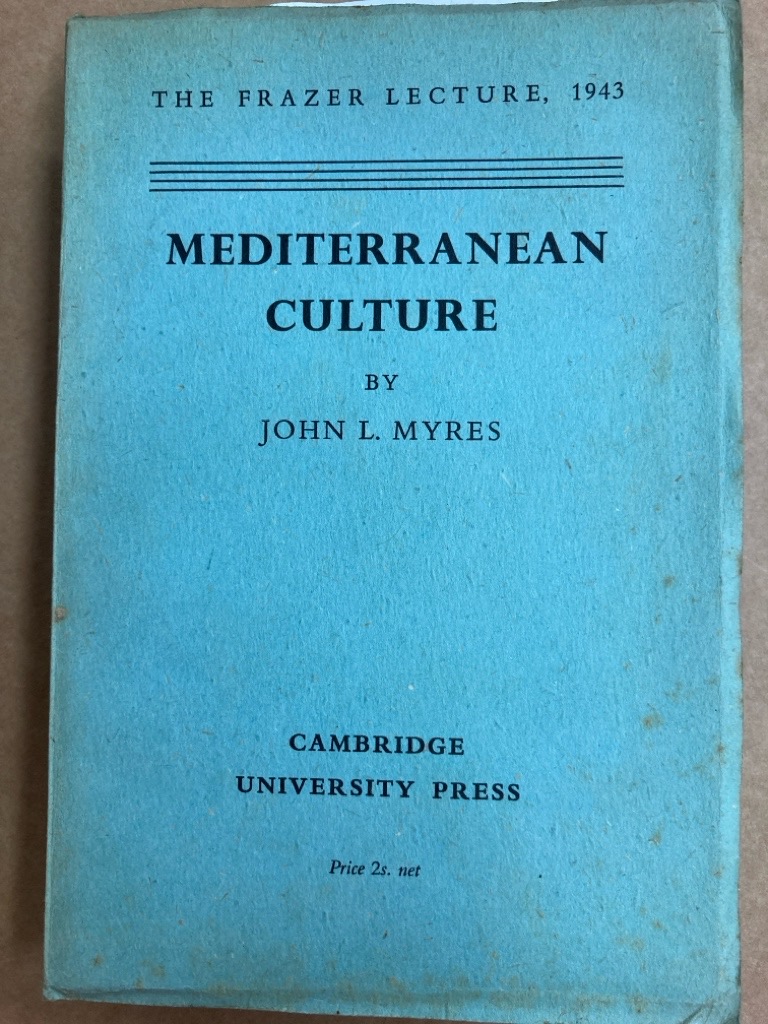 THE FRAZER LECTURE, 1943
MEDITERRANEAN
CULTURE
BY
JOHN L. MYRES
CAMBRIDGE
UNIVERSITY PRESS
Price 2s. net